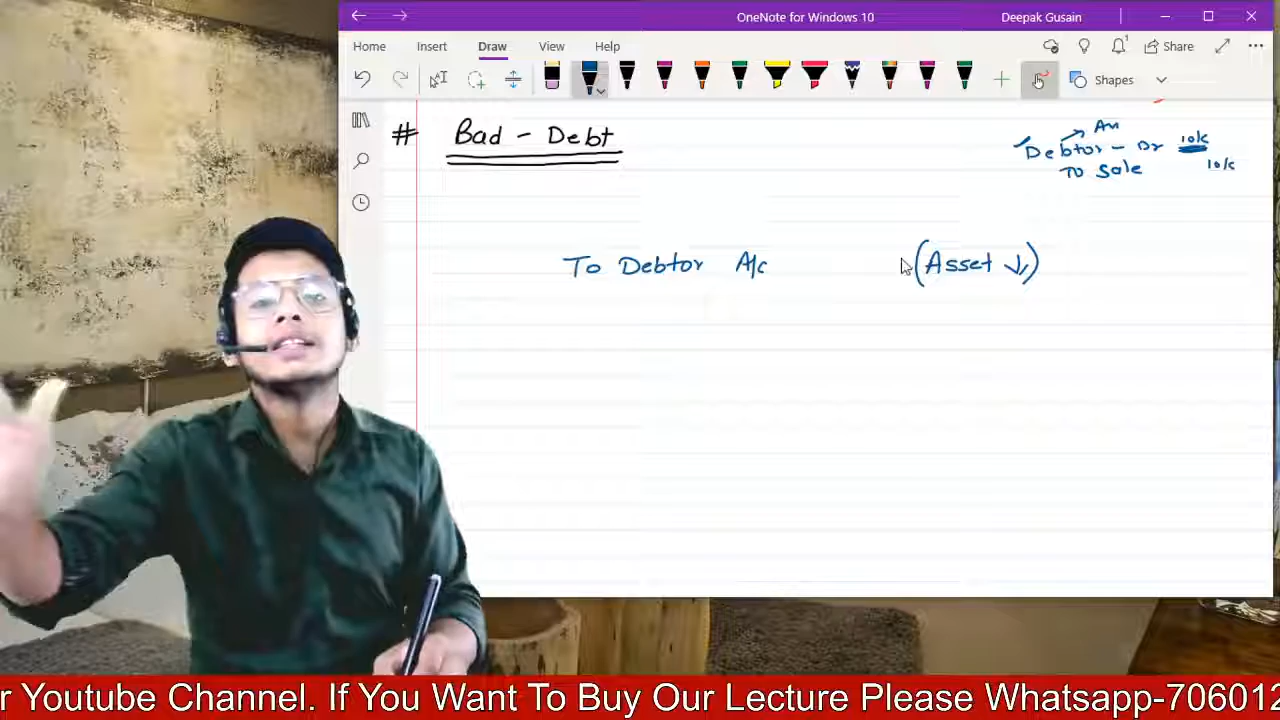 OneNote for Windows 10
Deepak Gusain
Home Insert Draw View Help
Share
Shapes
# Bad - Debt
An
Debtor - Dr 10k
To Sale 10k
To Debtor A/c (Asset ↓)
r Youtube Channel. If You Want To Buy Our Lecture Please Whatsapp-706012